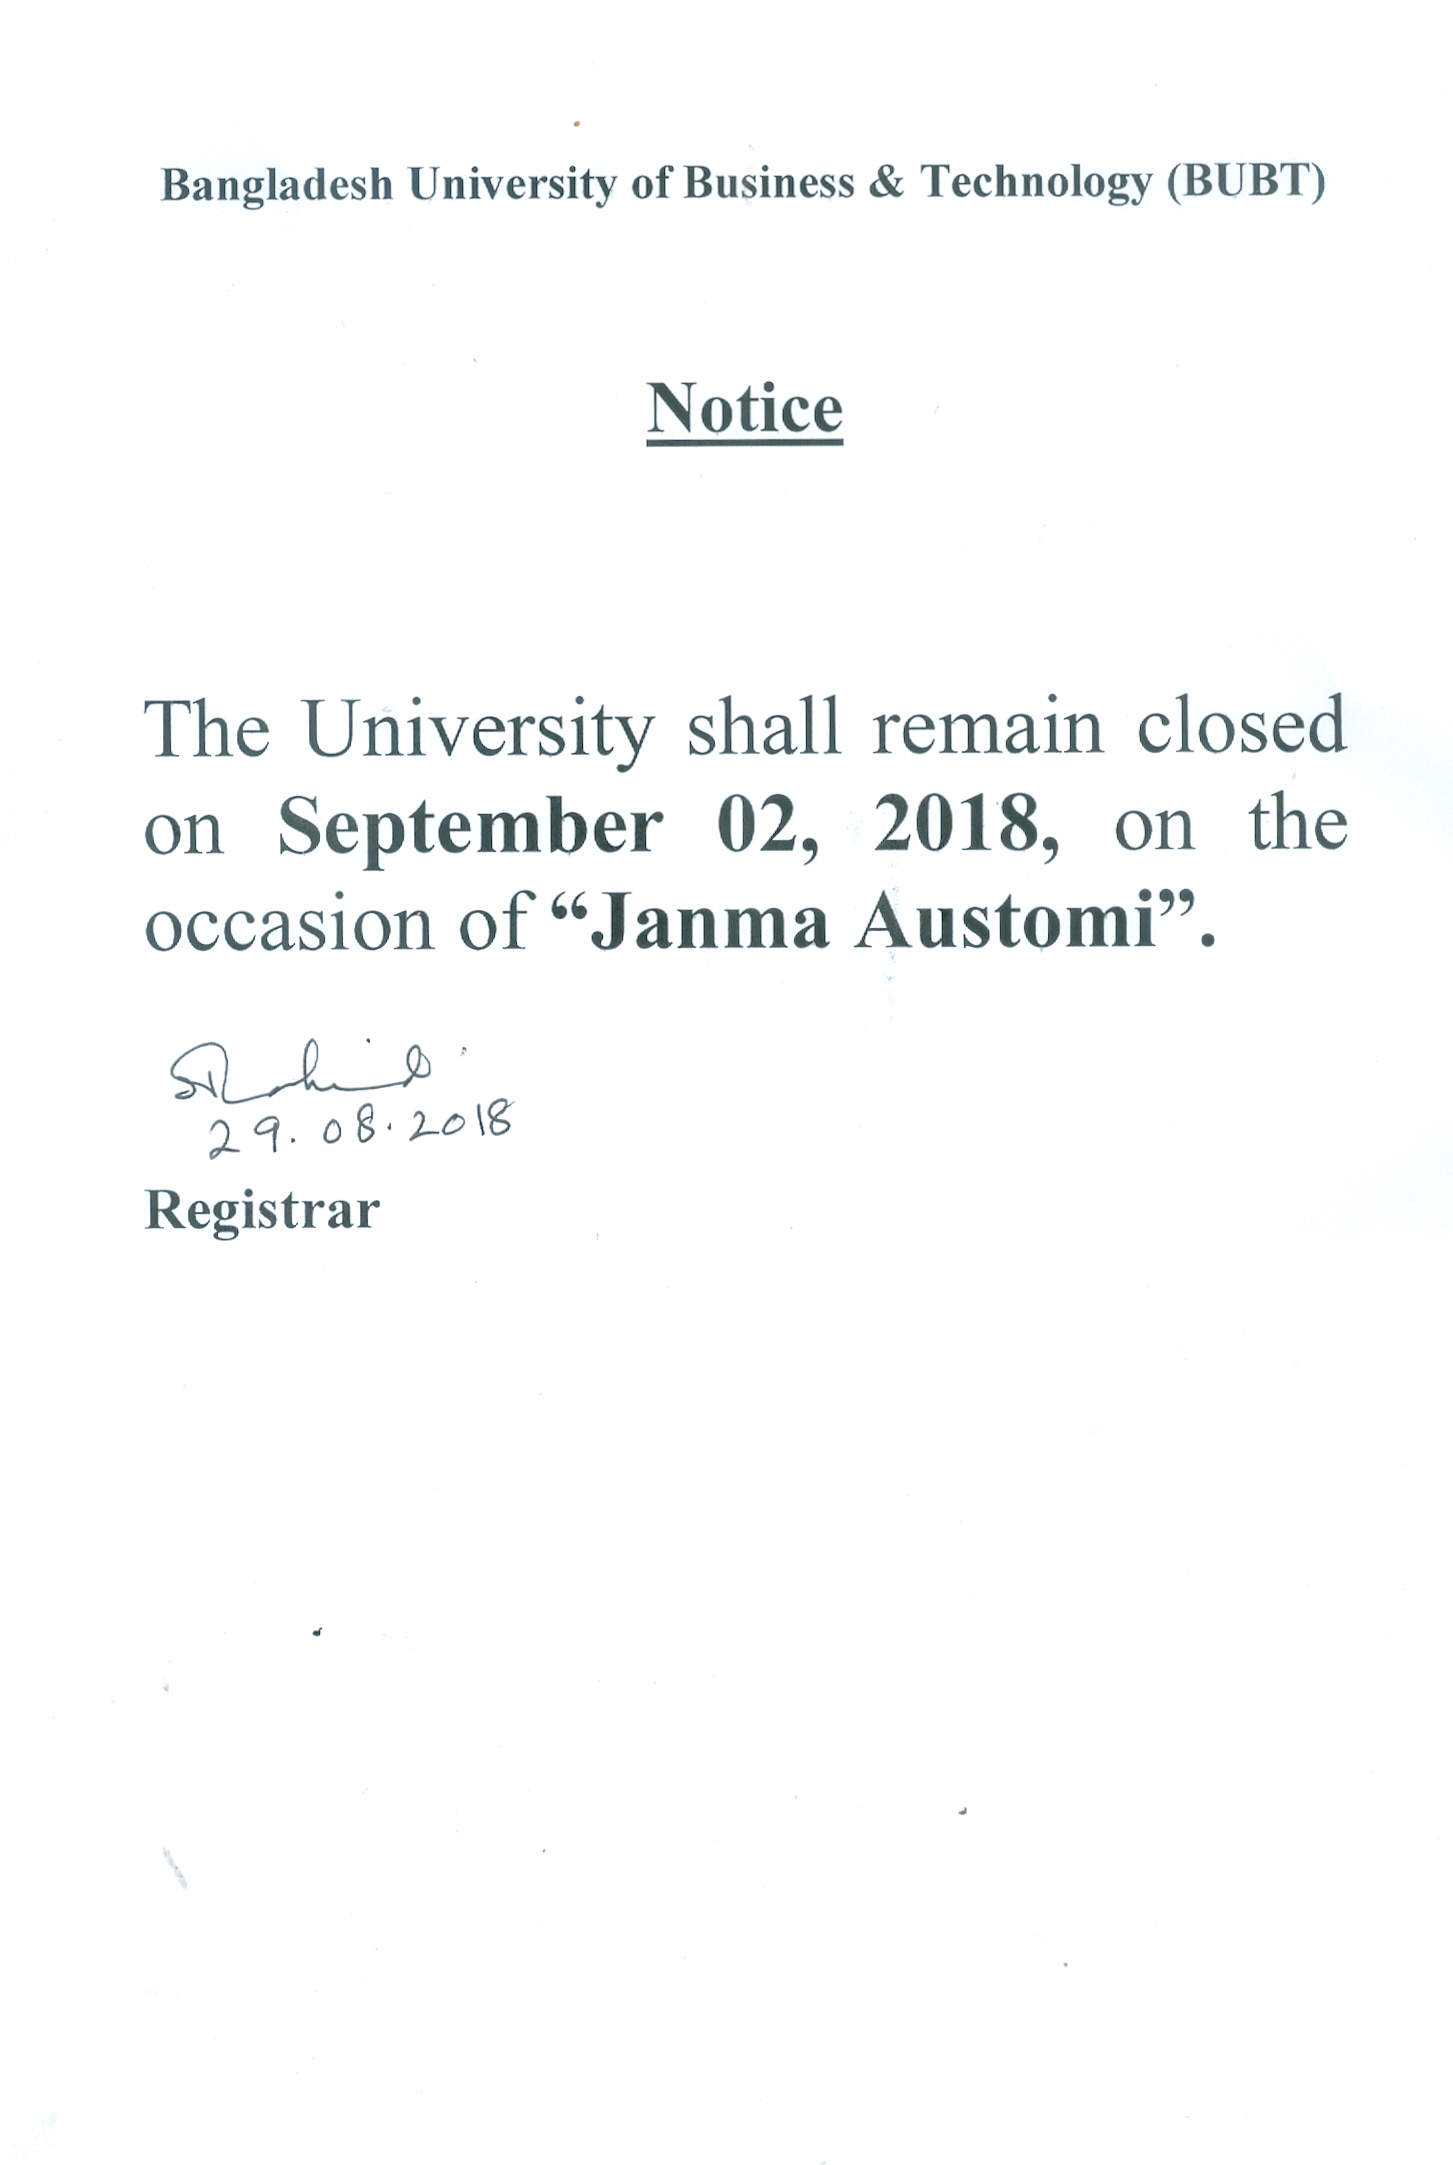 Bangladesh University of Business & Technology (BUBT)
Notice
The University shall remain closed
on September 02, 2018, on the
occasion of “Janma Austomi”.
29.08.2018
Registrar